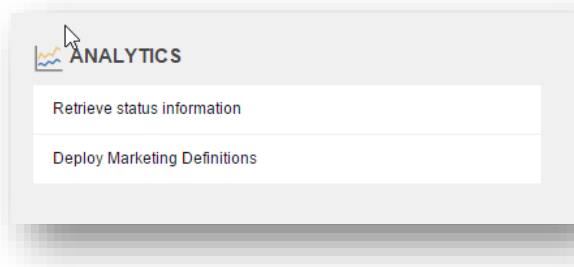 ANALYTICS
Retrieve status information
Deploy Marketing Definitions